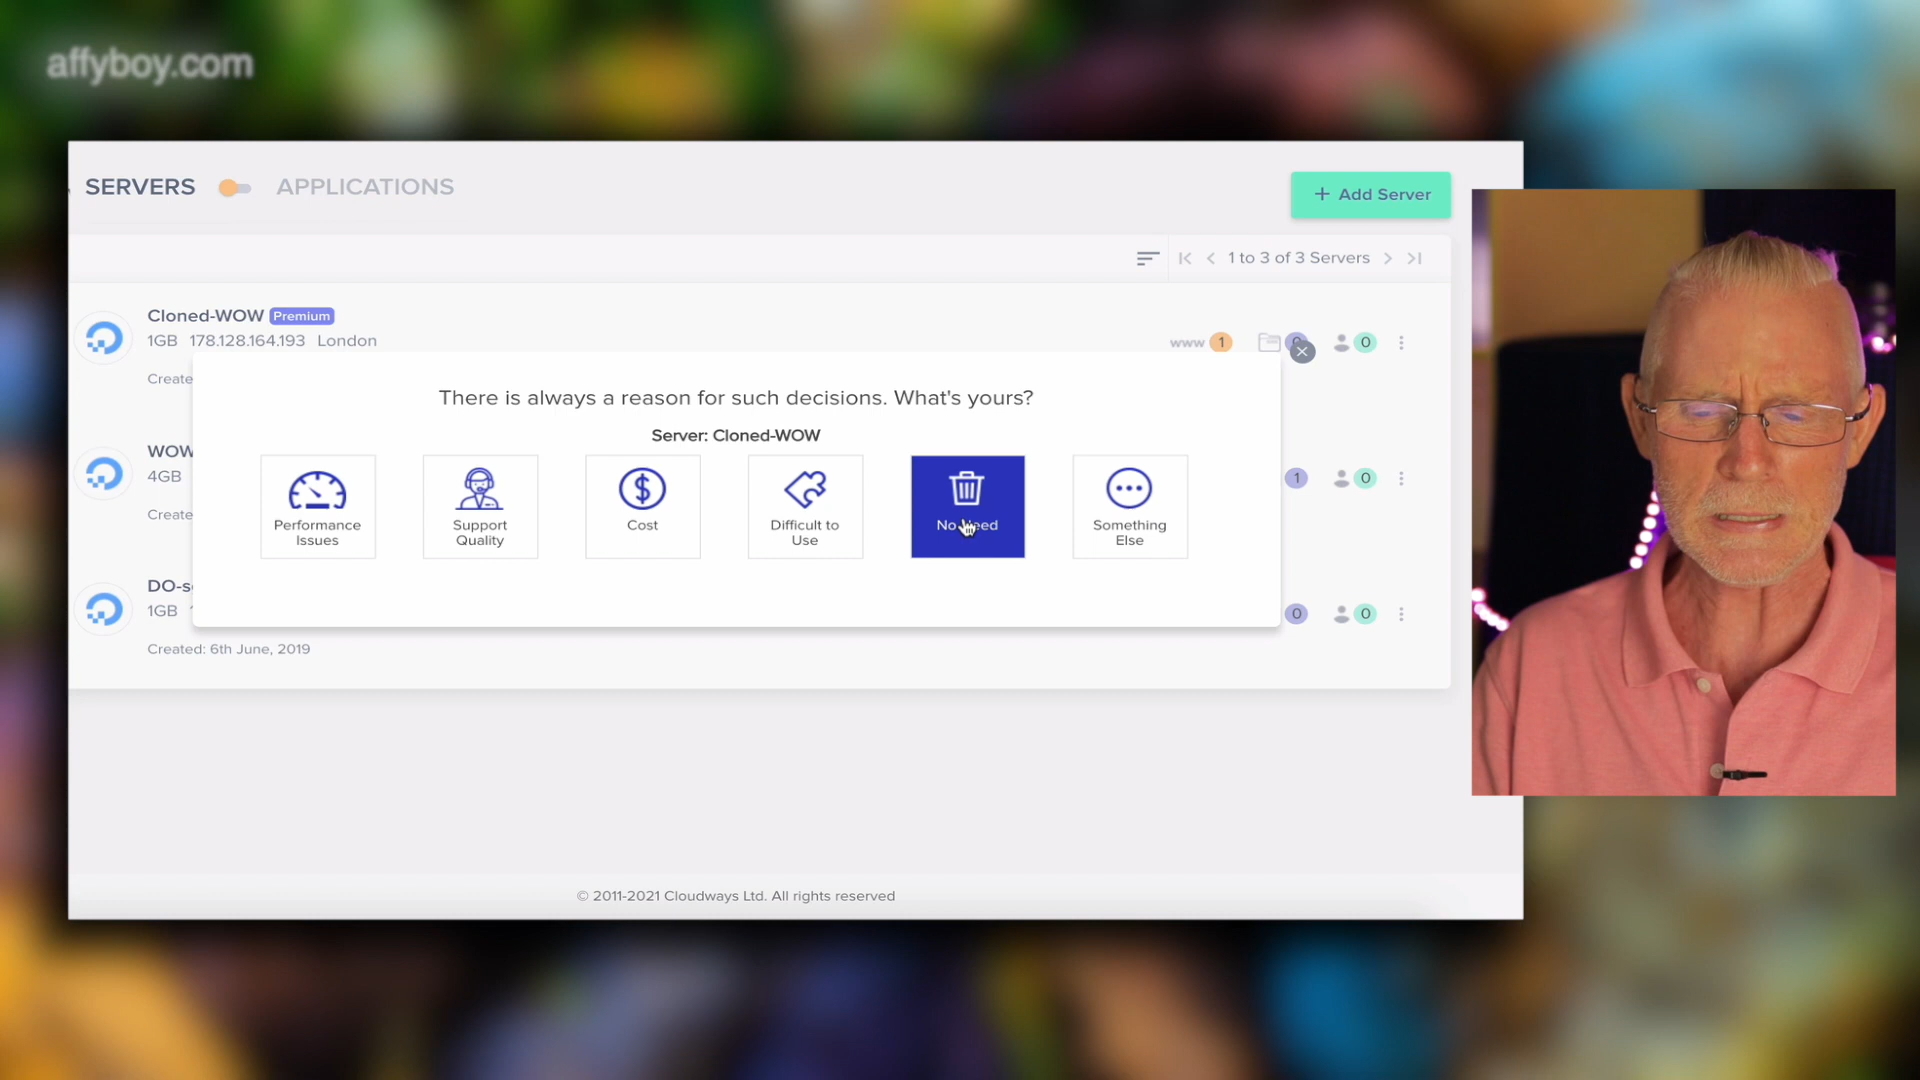 affyboy.com
SERVERS APPLICATIONS
+ Add Server
1 to 3 of 3 Servers
Cloned-WOW Premium
1GB 178.128.164.193 London
www 1 0
Create
There is always a reason for such decisions. What's yours?
Server: Cloned-WOW
Performance
Issues
Support
Quality
Cost
Difficult to
Use
No Need
Something
Else
WOW
4GB
Create
1 0
DO-s
1GB
0 0
Created: 6th June, 2019
© 2011-2021 Cloudways Ltd. All rights reserved